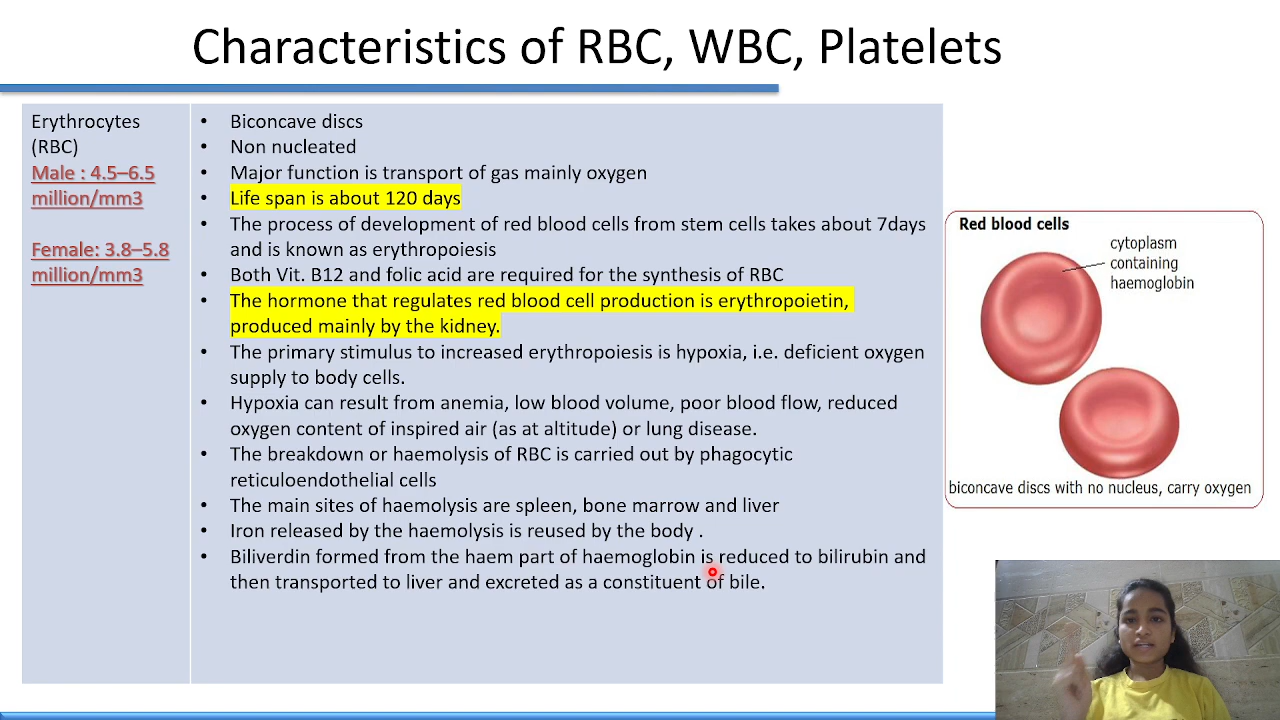 Characteristics of RBC, WBC, Platelets
Erythrocytes
(RBC)
Male : 4.5–6.5
million/mm3
Female: 3.8–5.8
million/mm3
• Biconcave discs
• Non nucleated
• Major function is transport of gas mainly oxygen
• Life span is about 120 days
• The process of development of red blood cells from stem cells takes about 7days
and is known as erythropoiesis
• Both Vit. B12 and folic acid are required for the synthesis of RBC
• The hormone that regulates red blood cell production is erythropoietin,
produced mainly by the kidney.
• The primary stimulus to increased erythropoiesis is hypoxia, i.e. deficient oxygen
supply to body cells.
• Hypoxia can result from anemia, low blood volume, poor blood flow, reduced
oxygen content of inspired air (as at altitude) or lung disease.
• The breakdown or haemolysis of RBC is carried out by phagocytic
reticuloendothelial cells
• The main sites of haemolysis are spleen, bone marrow and liver
• Iron released by the haemolysis is reused by the body .
• Biliverdin formed from the haem part of haemoglobin is reduced to bilirubin and
then transported to liver and excreted as a constituent of bile.
Red blood cells
cytoplasm
containing
haemoglobin
biconcave discs with no nucleus, carry oxygen